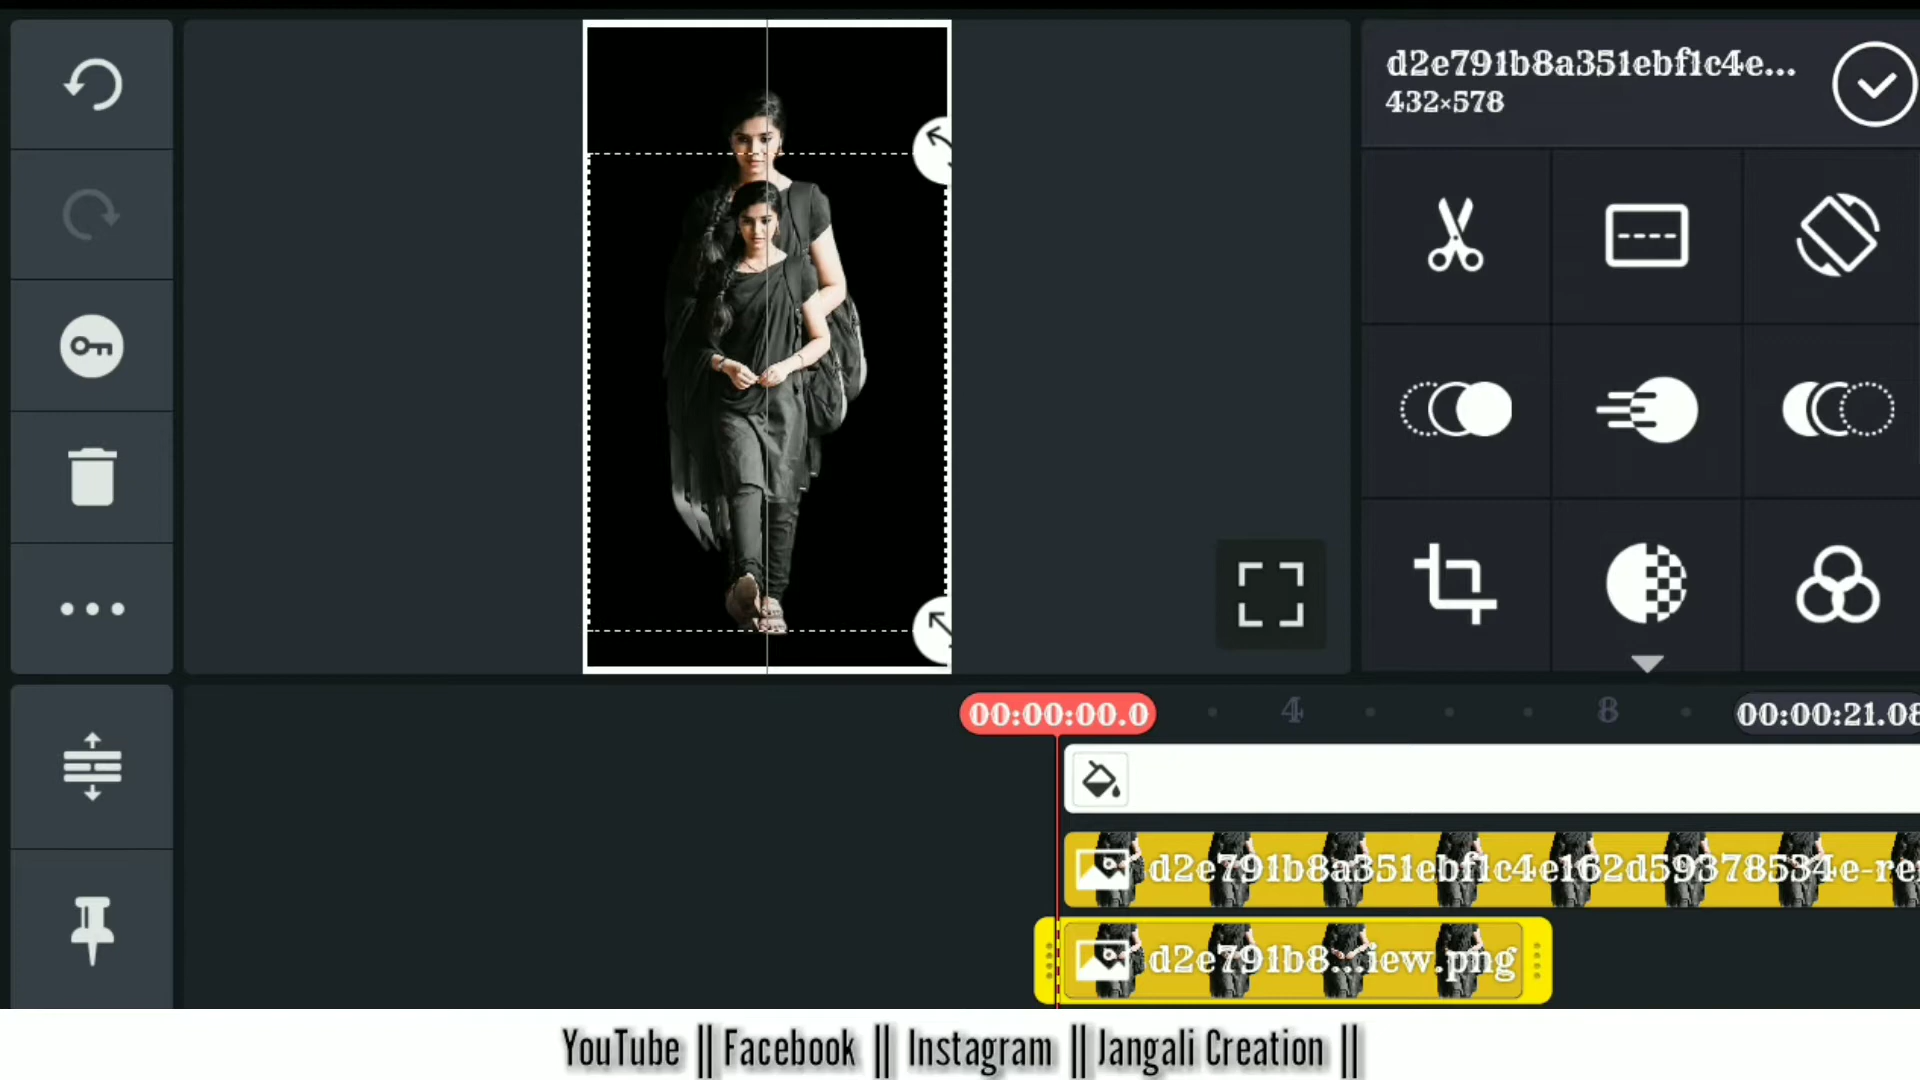 d2e791b8a351ebf1c4e...
432×578
00:00:00.0
4
8
00:00:21.08
d2e791b8a351ebf1c4e162d59378534e-re
d2e791b8...iew.png
YouTube || Facebook || Instagram || Jangali Creation ||